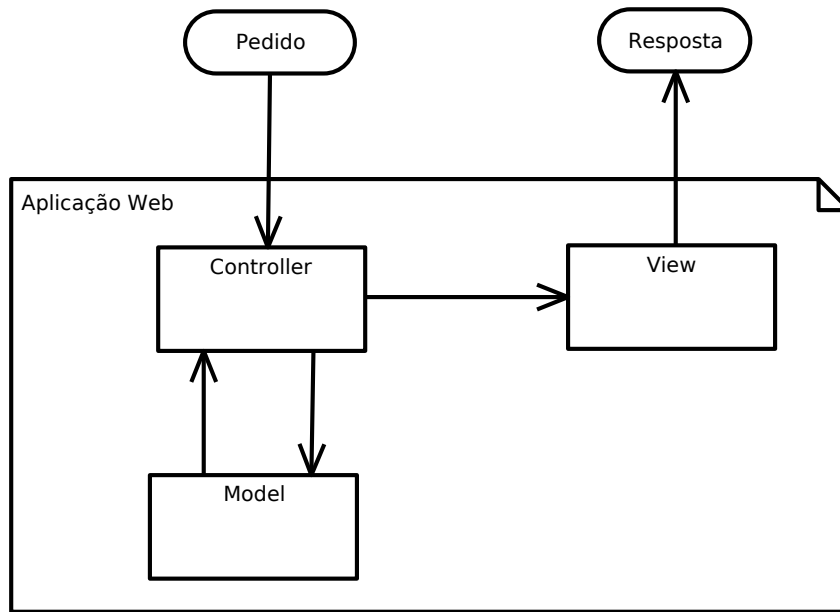 Pedido
Resposta
Aplicação Web
Controller
View
Model